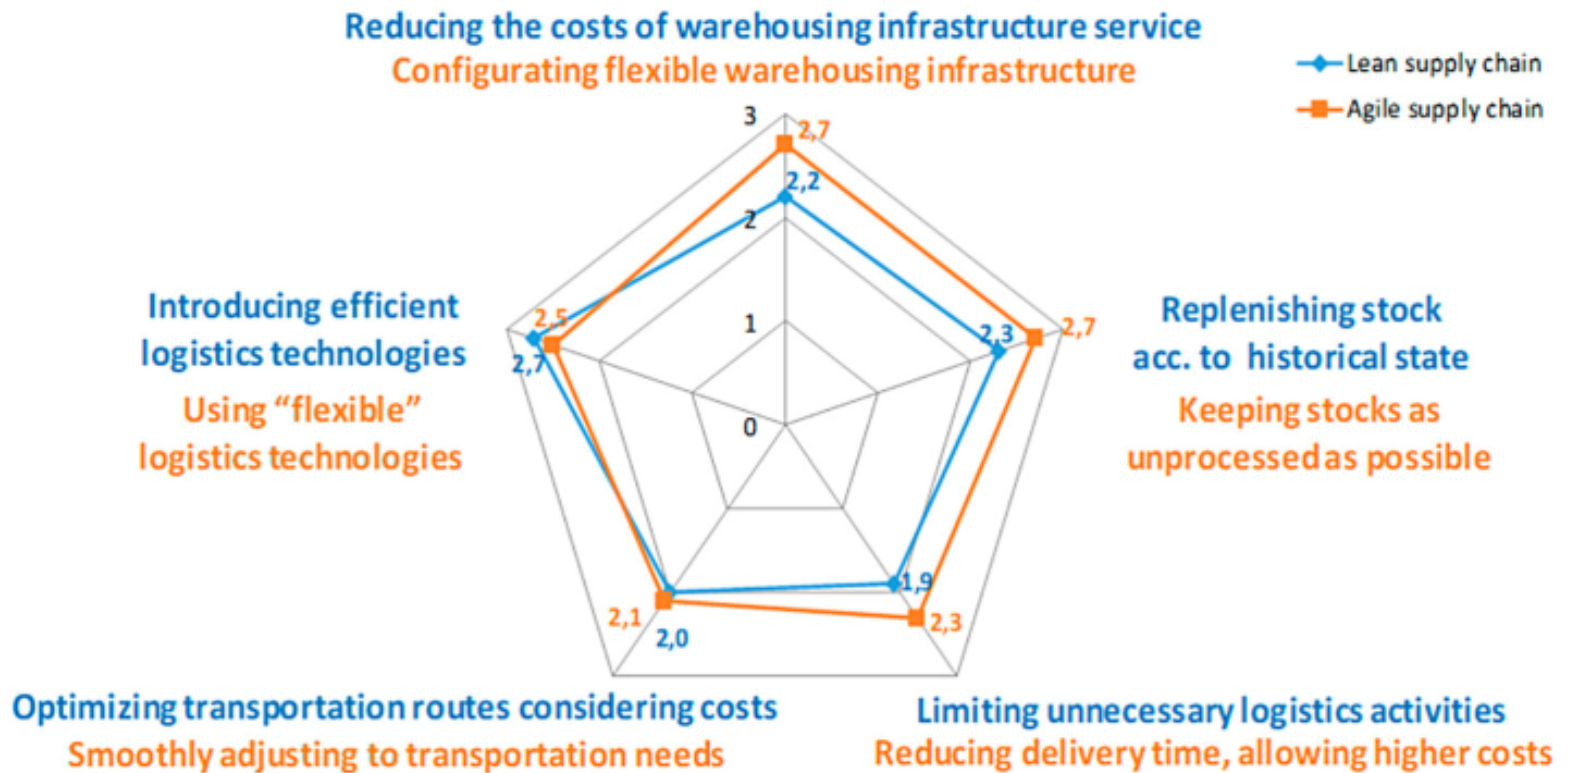 Reducing the costs of warehousing infrastructure service
Configurating flexible warehousing infrastructure
Lean supply chain
Agile supply chain
3
2,7
2,2
2
1
0
Introducing efficient
logistics technologies
Using “flexible”
logistics technologies
2,5
2,7
2,3
2,7
Replenishing stock
acc. to historical state
Keeping stocks as
unprocessed as possible
1,9
2,3
2,1
2,0
Optimizing transportation routes considering costs
Smoothly adjusting to transportation needs
Limiting unnecessary logistics activities
Reducing delivery time, allowing higher costs